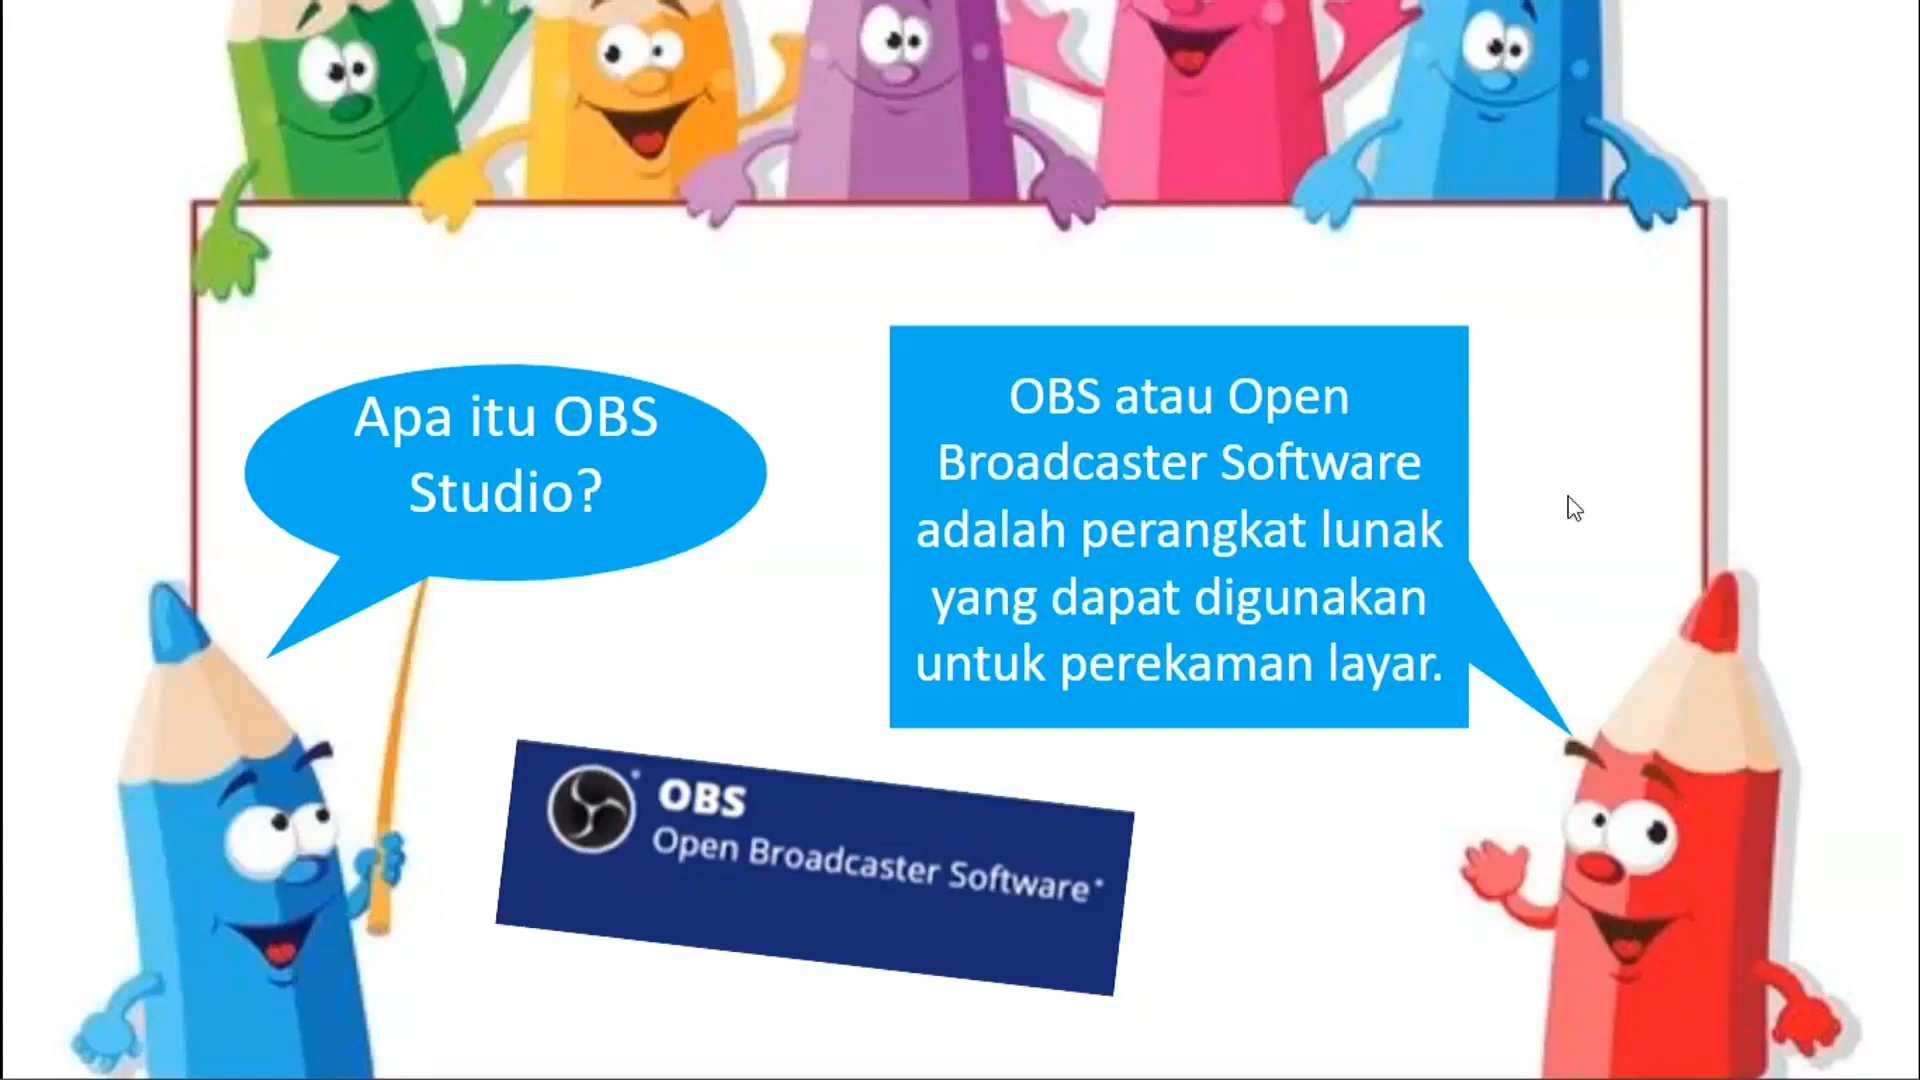 Apa itu OBS
Studio?
OBS atau Open
Broadcaster Software
adalah perangkat lunak
yang dapat digunakan
untuk perekaman layar.
OBS
Open Broadcaster Software